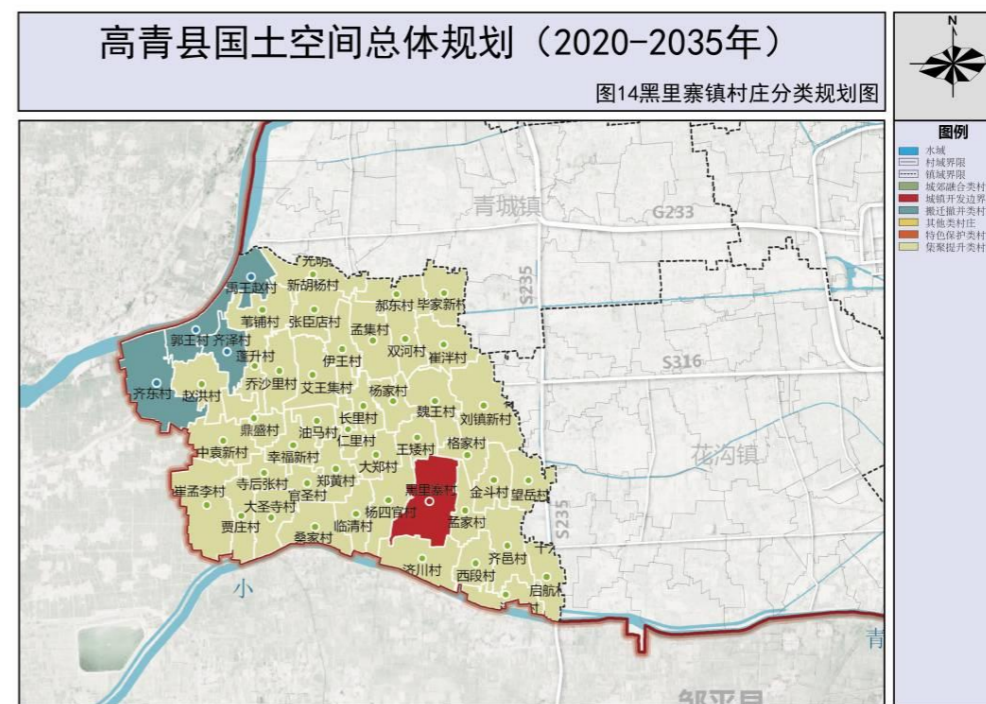 高青县国土空间总体规划（2020-2035年）
图14黑里寨镇村庄分类规划图
N
图例
水域
村域界限
镇域界限
城郊融合类村
城镇开发边界
搬迁撤并类村
其他类村庄
特色保护类村
集聚提升类村
青城镇
G233
S235
S316
花沟镇
S235
新胡杨村
郝东村
毕家新村
苇铺村
张臣店村
孟集村
郭王村
齐泽村
伊王村
双河村
崔泮村
蓬升村
齐东村
赵洪村
乔沙里村
艾王集村
杨家村
魏王村
刘镇新村
长里村
鼎盛村
油马村
仁里村
王矮村
格家村
中袁新村
幸福新村
大郑村
寺后张村
郑黄村
官圣村
崔孟李村
黑里寨村
金斗村
望岳村
大圣寺村
贾庄村
临清村
杨四官村
孟家村
桑家村
济川村
西段村
齐邑村
启航村
小
青
邹平县